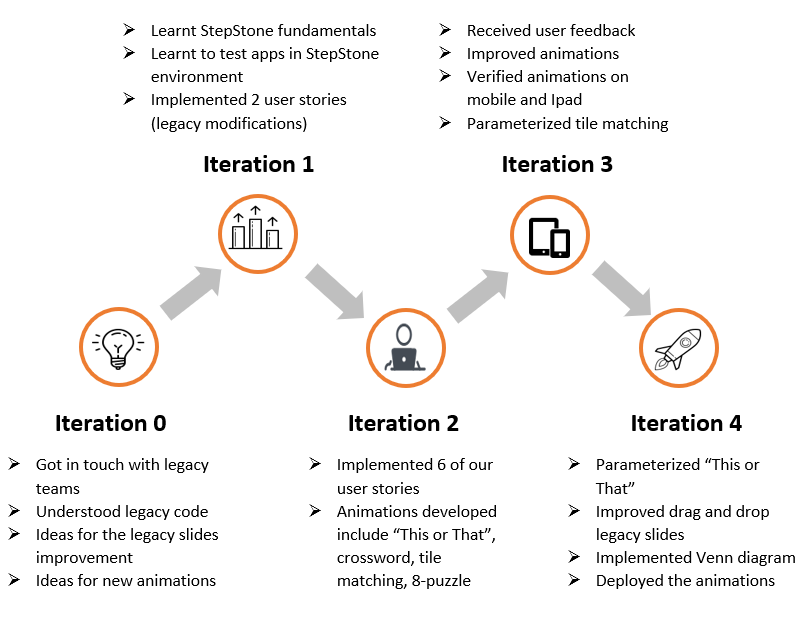 ➢ Learnt StepStone fundamentals
➢ Learnt to test apps in StepStone
environment
➢ Implemented 2 user stories
(legacy modifications)
Iteration 1
➢ Received user feedback
➢ Improved animations
➢ Verified animations on
mobile and Ipad
➢ Parameterized tile matching
Iteration 3
Iteration 0
➢ Got in touch with legacy
teams
➢ Understood legacy code
➢ Ideas for the legacy slides
improvement
➢ Ideas for new animations
Iteration 2
➢ Implemented 6 of our
user stories
➢ Animations developed
include “This or That”,
crossword, tile
matching, 8-puzzle
Iteration 4
➢ Parameterized “This or
That”
➢ Improved drag and drop
legacy slides
➢ Implemented Venn diagram
➢ Deployed the animations